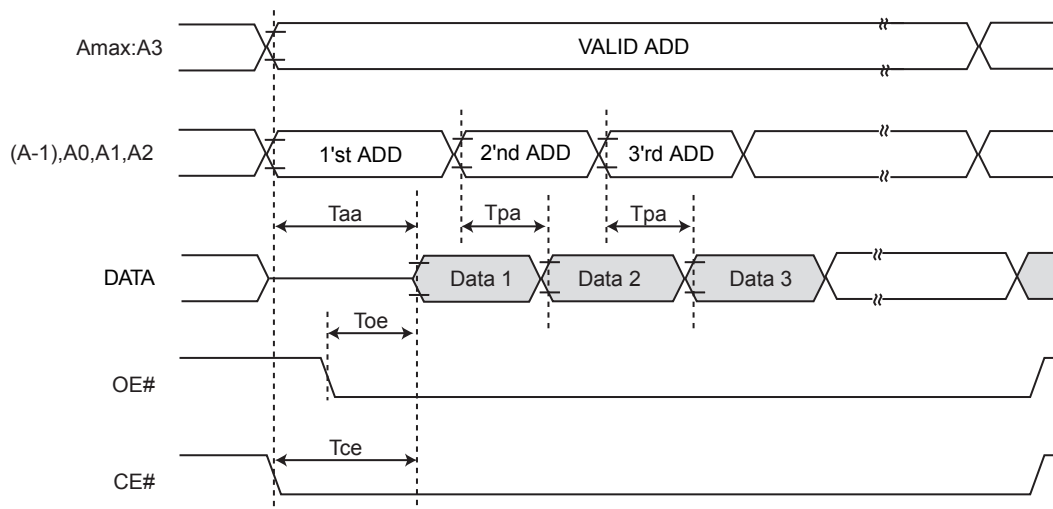 Amax:A3
VALID ADD
(A-1),A0,A1,A2
1'st ADD
2'nd ADD
3'rd ADD
Taa
Tpa
Tpa
DATA
Data 1
Data 2
Data 3
Toe
OE#
Tce
CE#